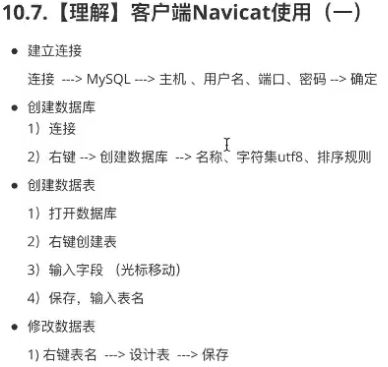 10.7.【理解】客户端Navicat使用（一）
● 建立连接
连接 ---> MySQL ---> 主机 、用户名、端口、密码 --> 确定
● 创建数据库
1）连接
2）右键 --> 创建数据库 --> 名称、字符集utf8、排序规则
● 创建数据表
1）打开数据库
2）右键创建表
3）输入字段 （光标移动）
4）保存，输入表名
● 修改数据表
1) 右键表名 ---> 设计表 ---> 保存